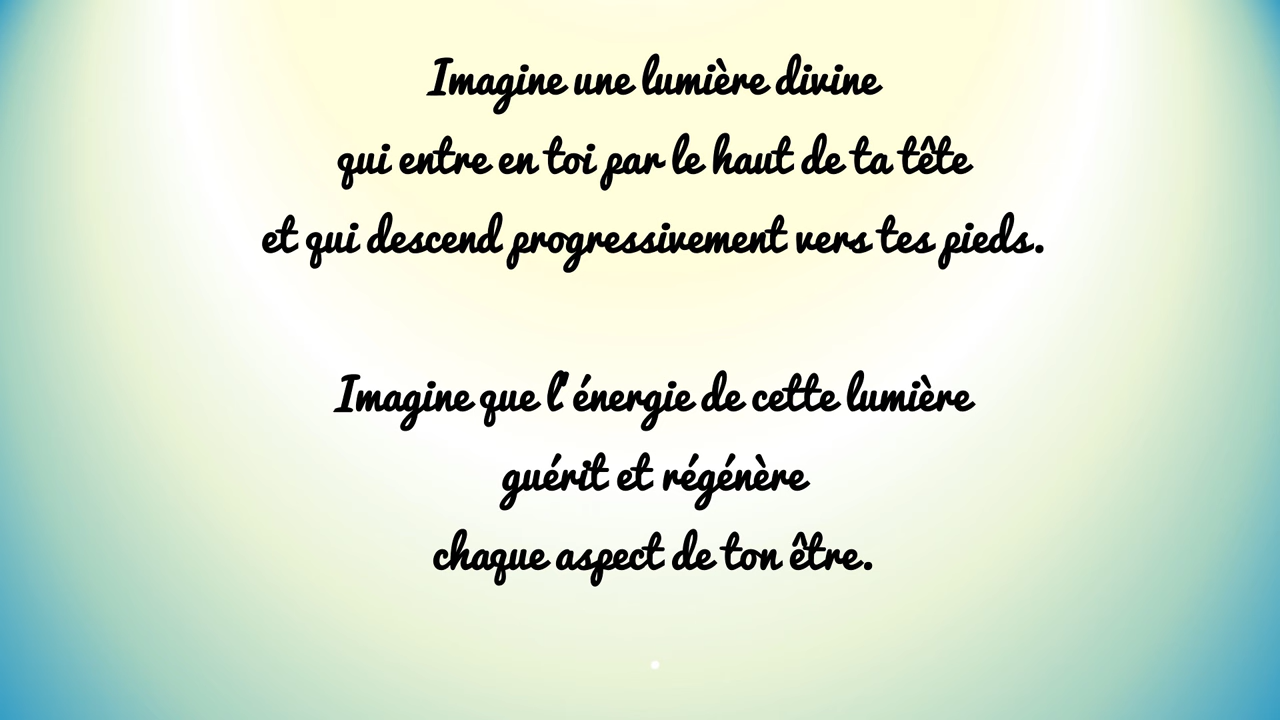 Imagine une lumière divine
qui entre en toi par le haut de ta tête
et qui descend progressivement vers tes pieds.
Imagine que l'énergie de cette lumière
guérit et régénère
chaque aspect de ton être.